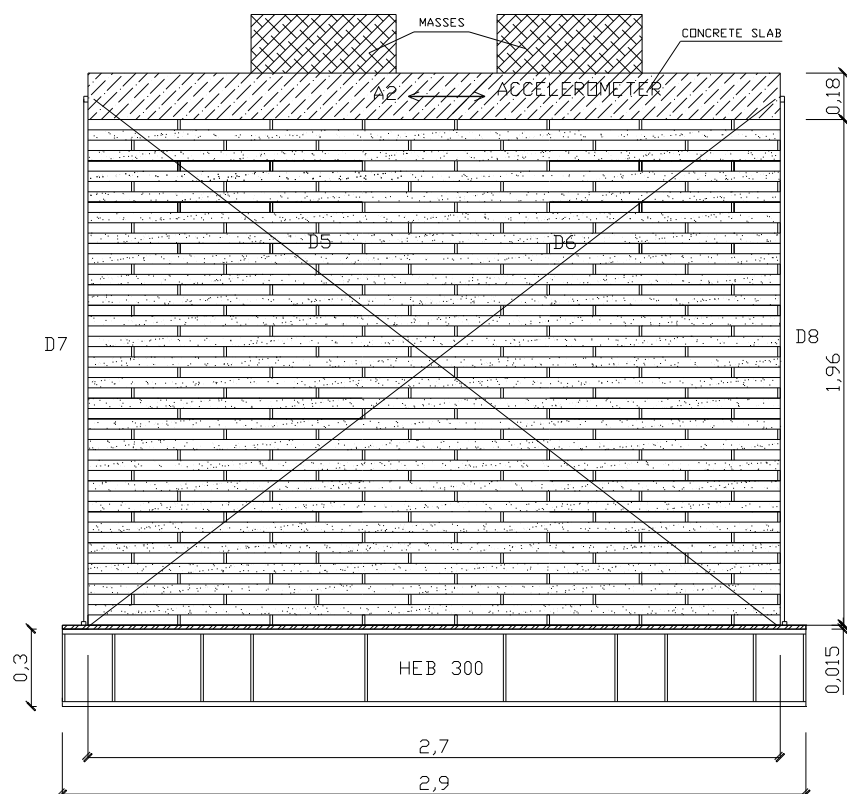 MASSES
CONCRETE SLAB
A2
ACCELEROMETER
0,18
D5
D6
D7
D8
1,96
HEB 300
0,3
0,015
2,7
2,9